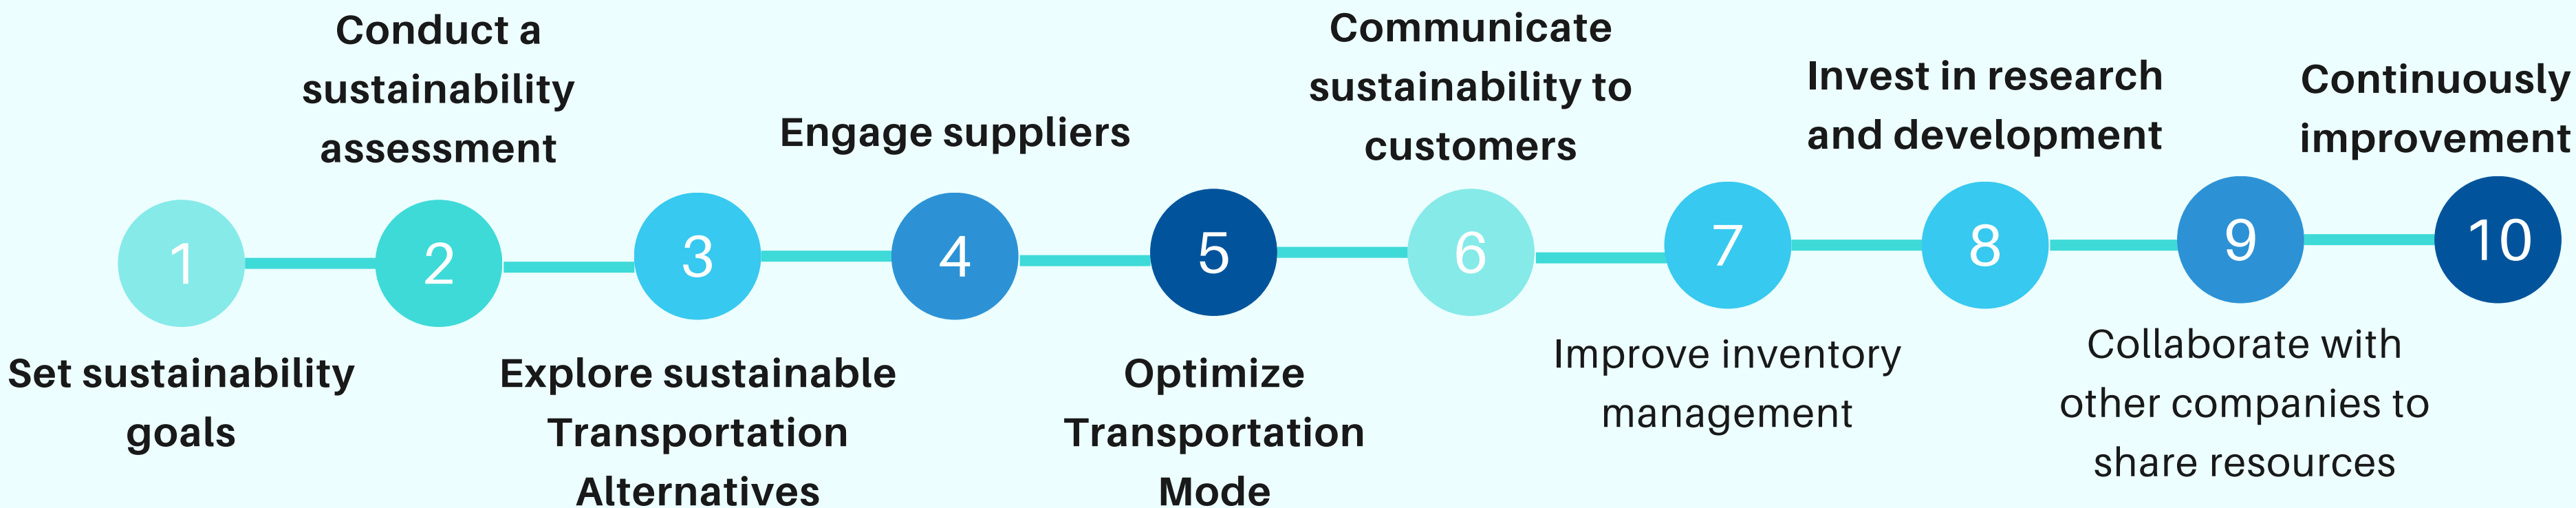 1
Set sustainability
goals
2
Conduct a
sustainability
assessment
3
Explore sustainable
Transportation
Alternatives
4
Engage suppliers
5
Optimize
Transportation
Mode
6
Communicate
sustainability to
customers
7
Improve inventory
management
8
Invest in research
and development
9
Collaborate with
other companies to
share resources
10
Continuously
improvement